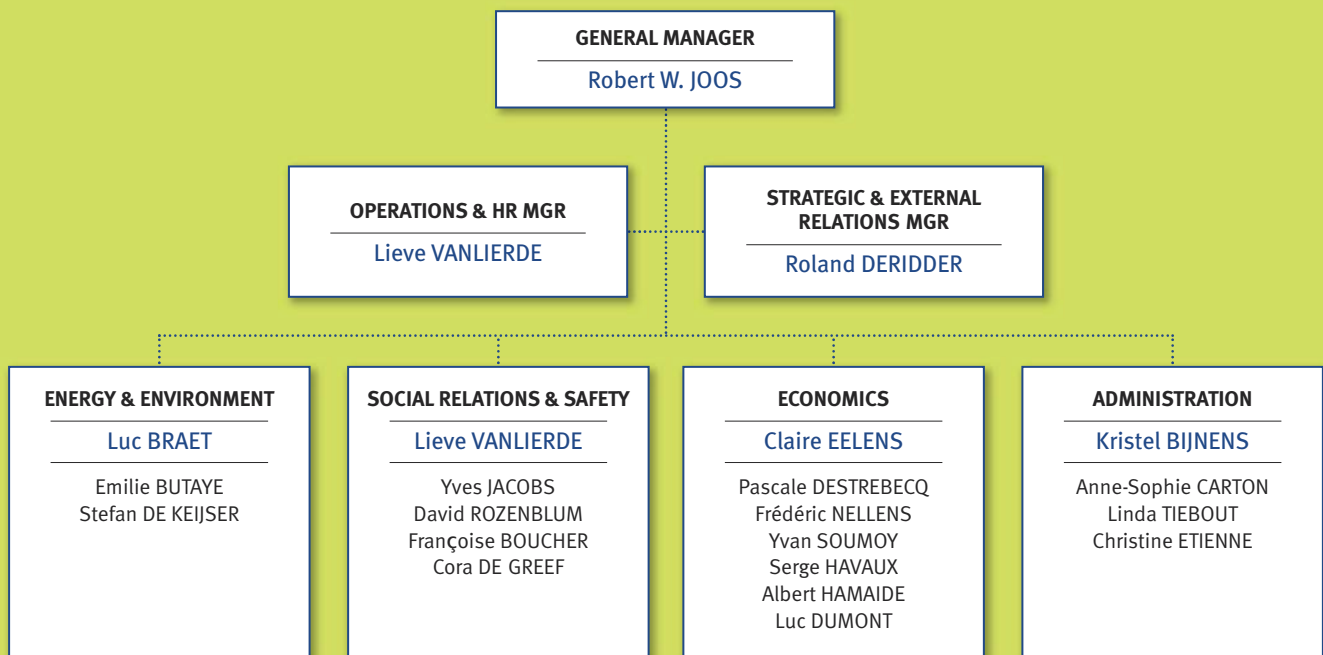 GENERAL MANAGER
Robert W. JOOS
OPERATIONS & HR MGR
Lieve VANLIERDE
STRATEGIC & EXTERNAL
RELATIONS MGR
Roland DERIDDER
ENERGY & ENVIRONMENT
Luc BRAET
Emilie BUTAYE
Stefan DE KEIJSER
SOCIAL RELATIONS & SAFETY
Lieve VANLIERDE
Yves JACOBS
David ROZENBLUM
Françoise BOUCHER
Cora DE GREEF
ECONOMICS
Claire EELENS
Pascale DESTREBECQ
Frédéric NELLENS
Yvan SOUMOY
Serge HAVAUX
Albert HAMAIDE
Luc DUMONT
ADMINISTRATION
Kristel BIJNENS
Anne-Sophie CARTON
Linda TIEBOUT
Christine ETIENNE